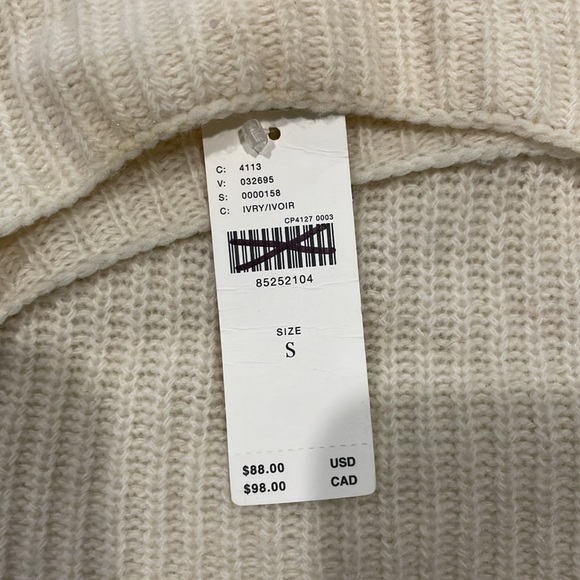 C: 4113
V: 032695
S: 0000158
C: IVRY/IVOIR
CP4127 0003
85252104
SIZE
S
$88.00 USD
$98.00 CAD